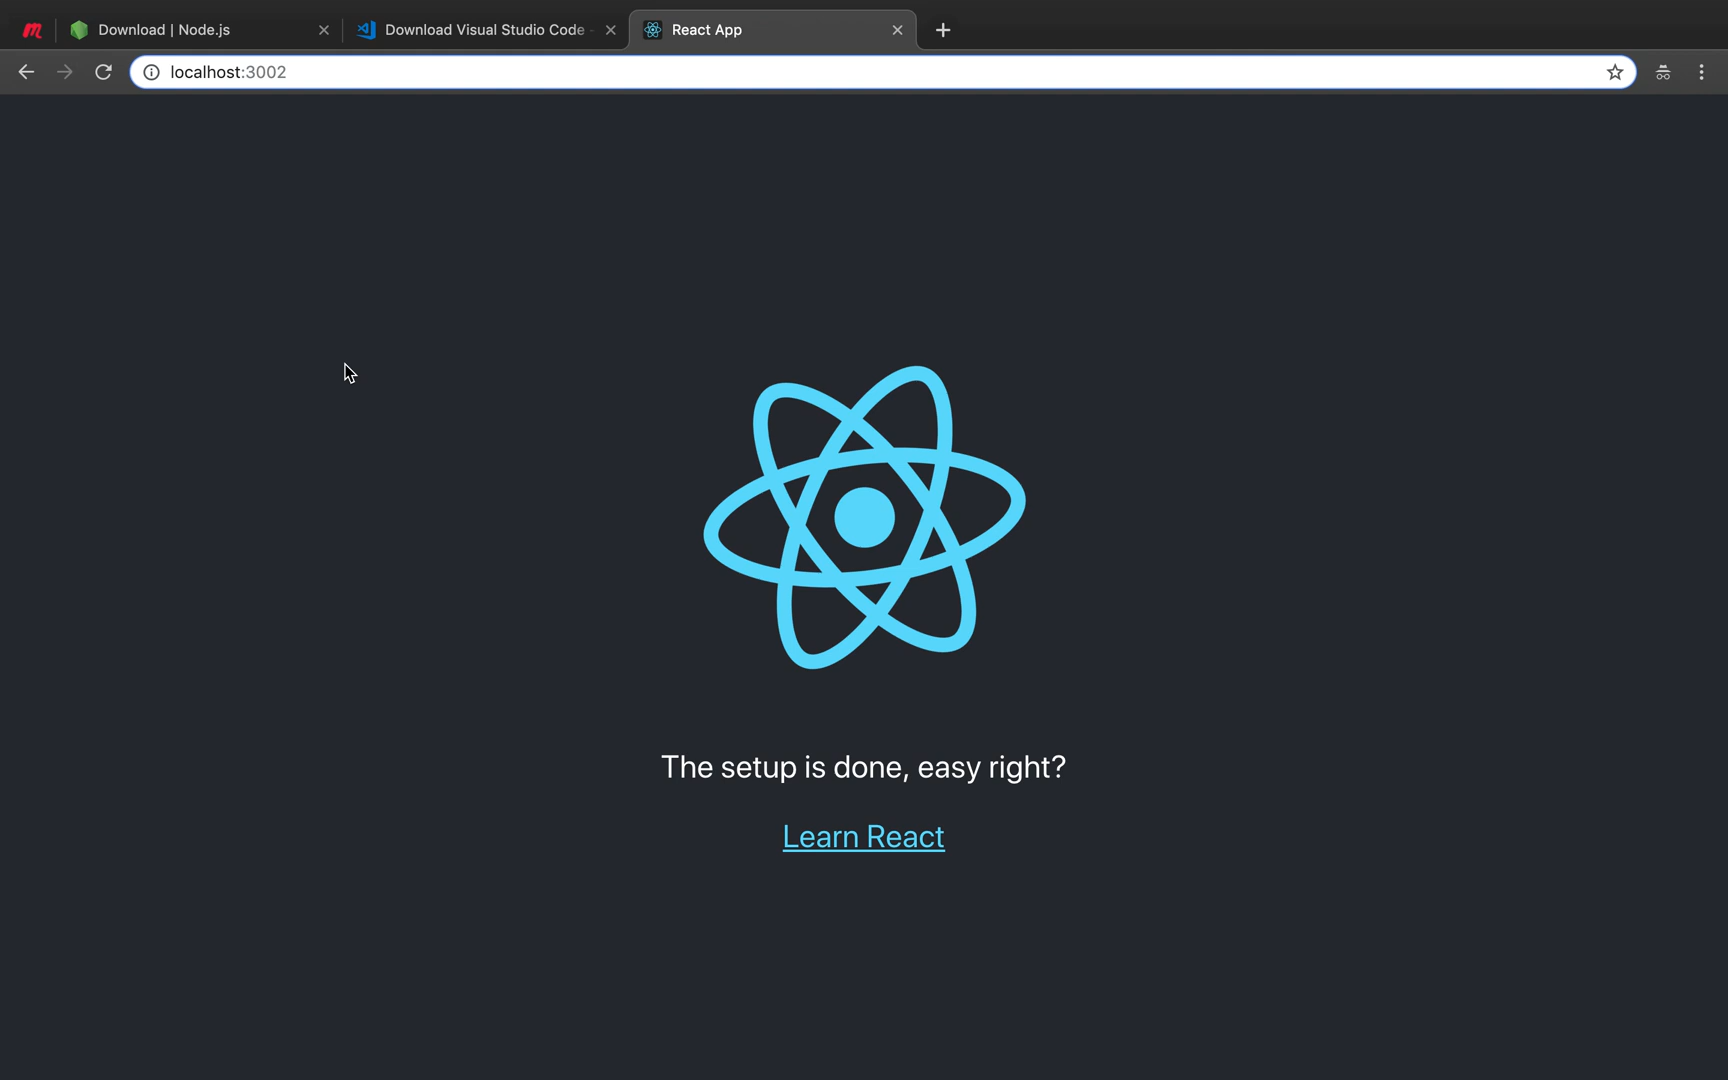 Download | Node.js
Download Visual Studio Code -
React App
localhost:3002
The setup is done, easy right?
Learn React